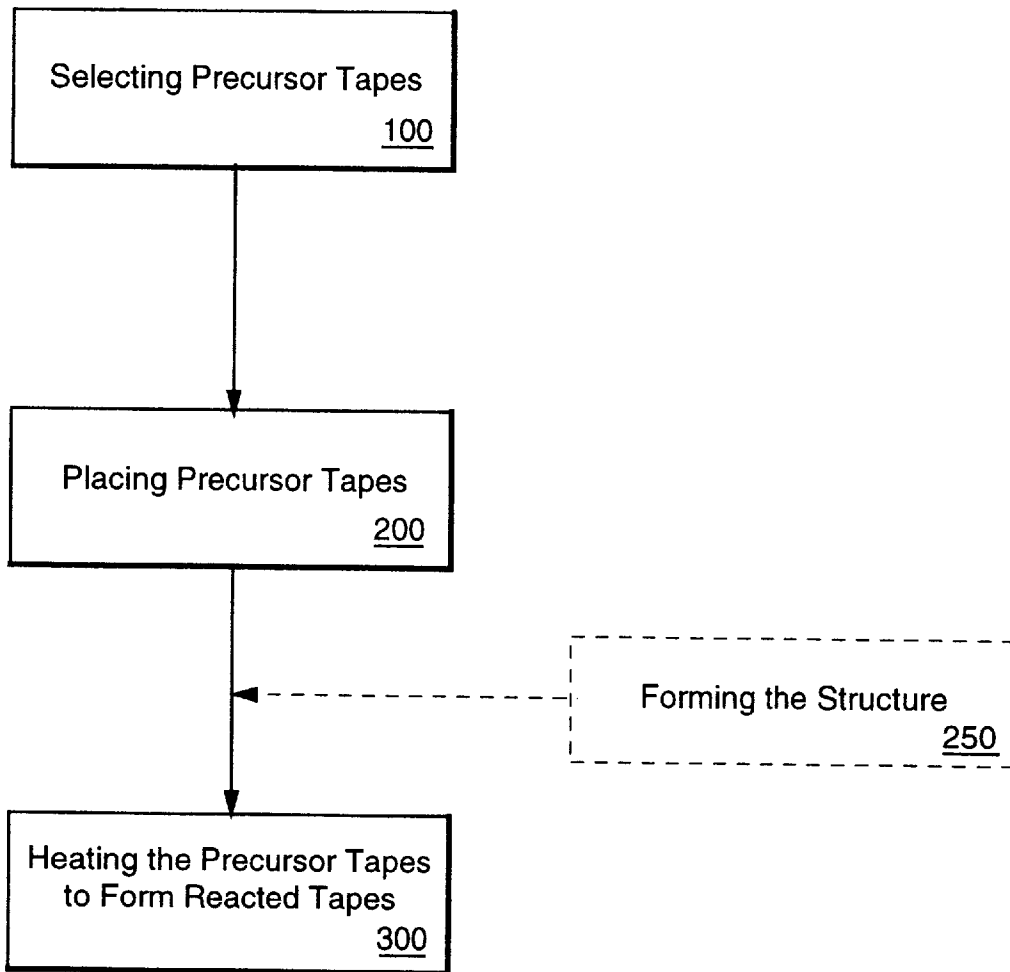 Selecting Precursor Tapes
100
Placing Precursor Tapes
200
Forming the Structure
250
Heating the Precursor Tapes
to Form Reacted Tapes
300